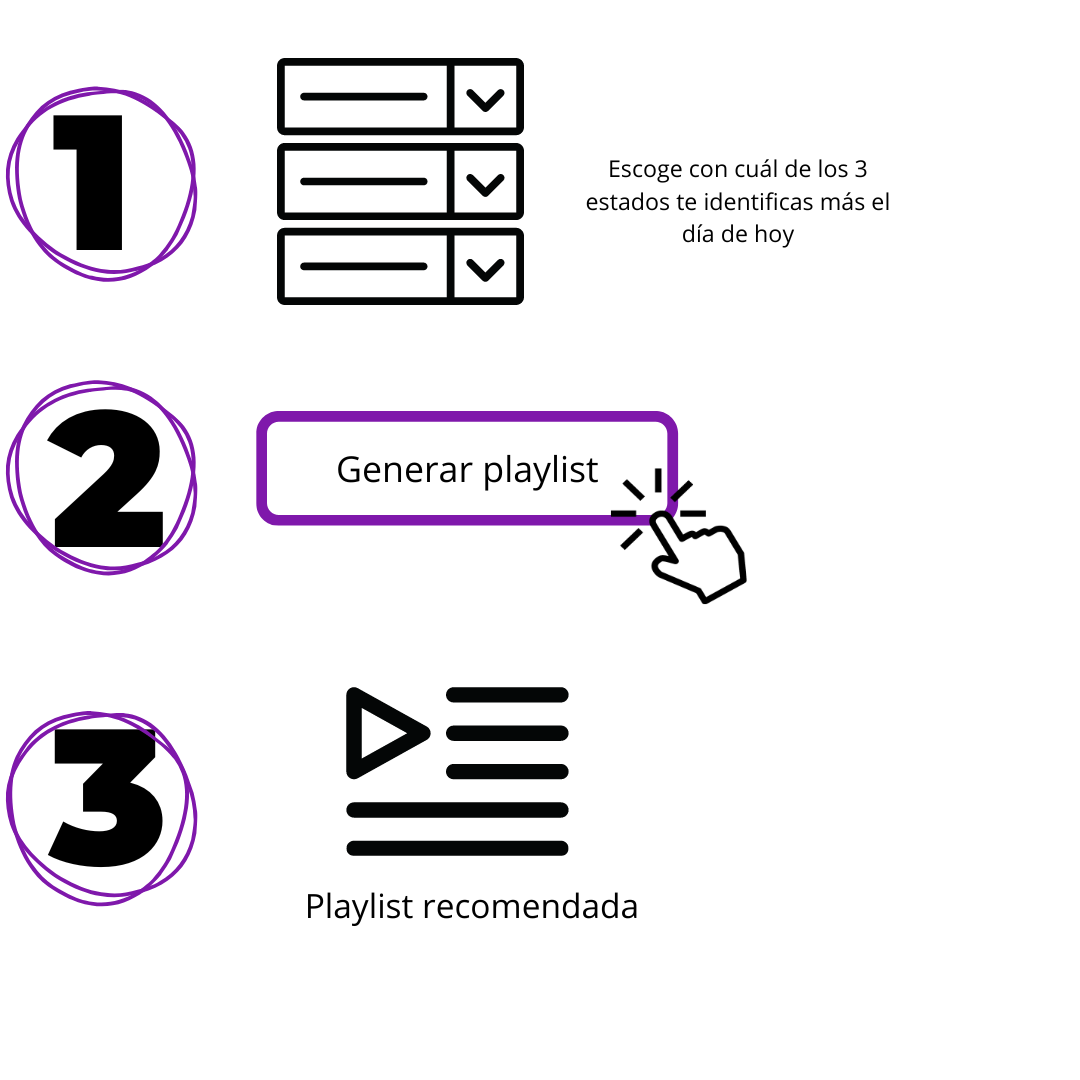 1
Escoge con cuál de los 3
estados te identificas más el
día de hoy
2
Generar playlist
3
Playlist recomendada